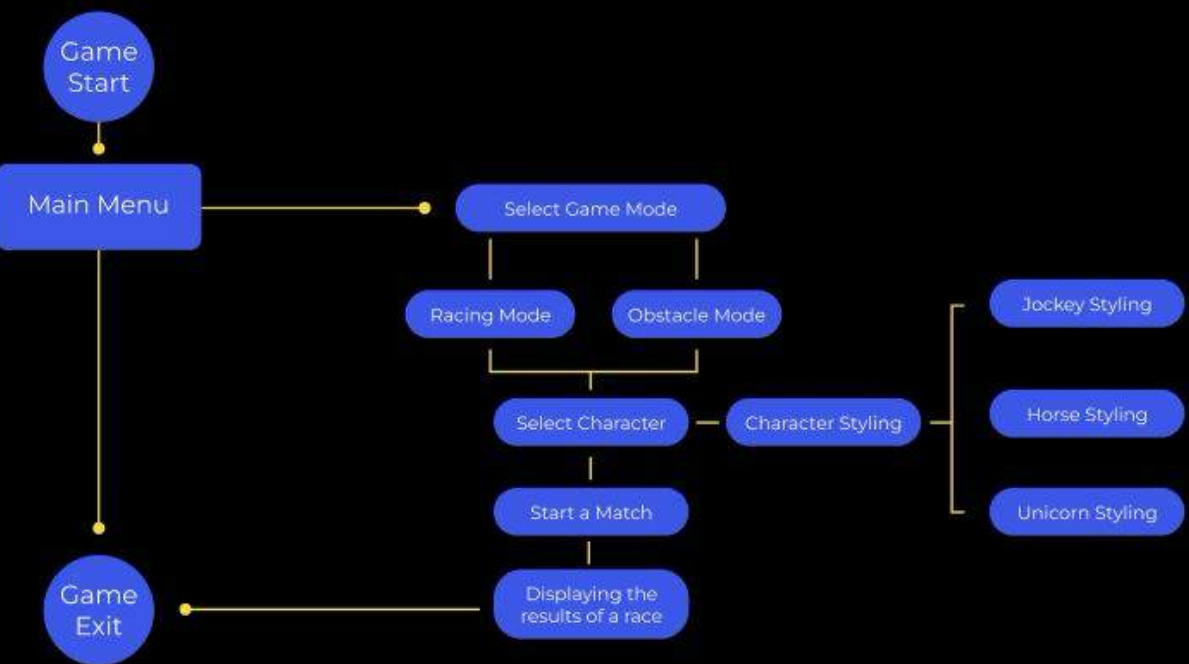 Game
Start
Main Menu
Select Game Mode
Racing Mode
Obstacle Mode
Jockey Styling
Select Character
Character Styling
Horse Styling
Start a Match
Unicorn Styling
Displaying the
results of a race
Game
Exit